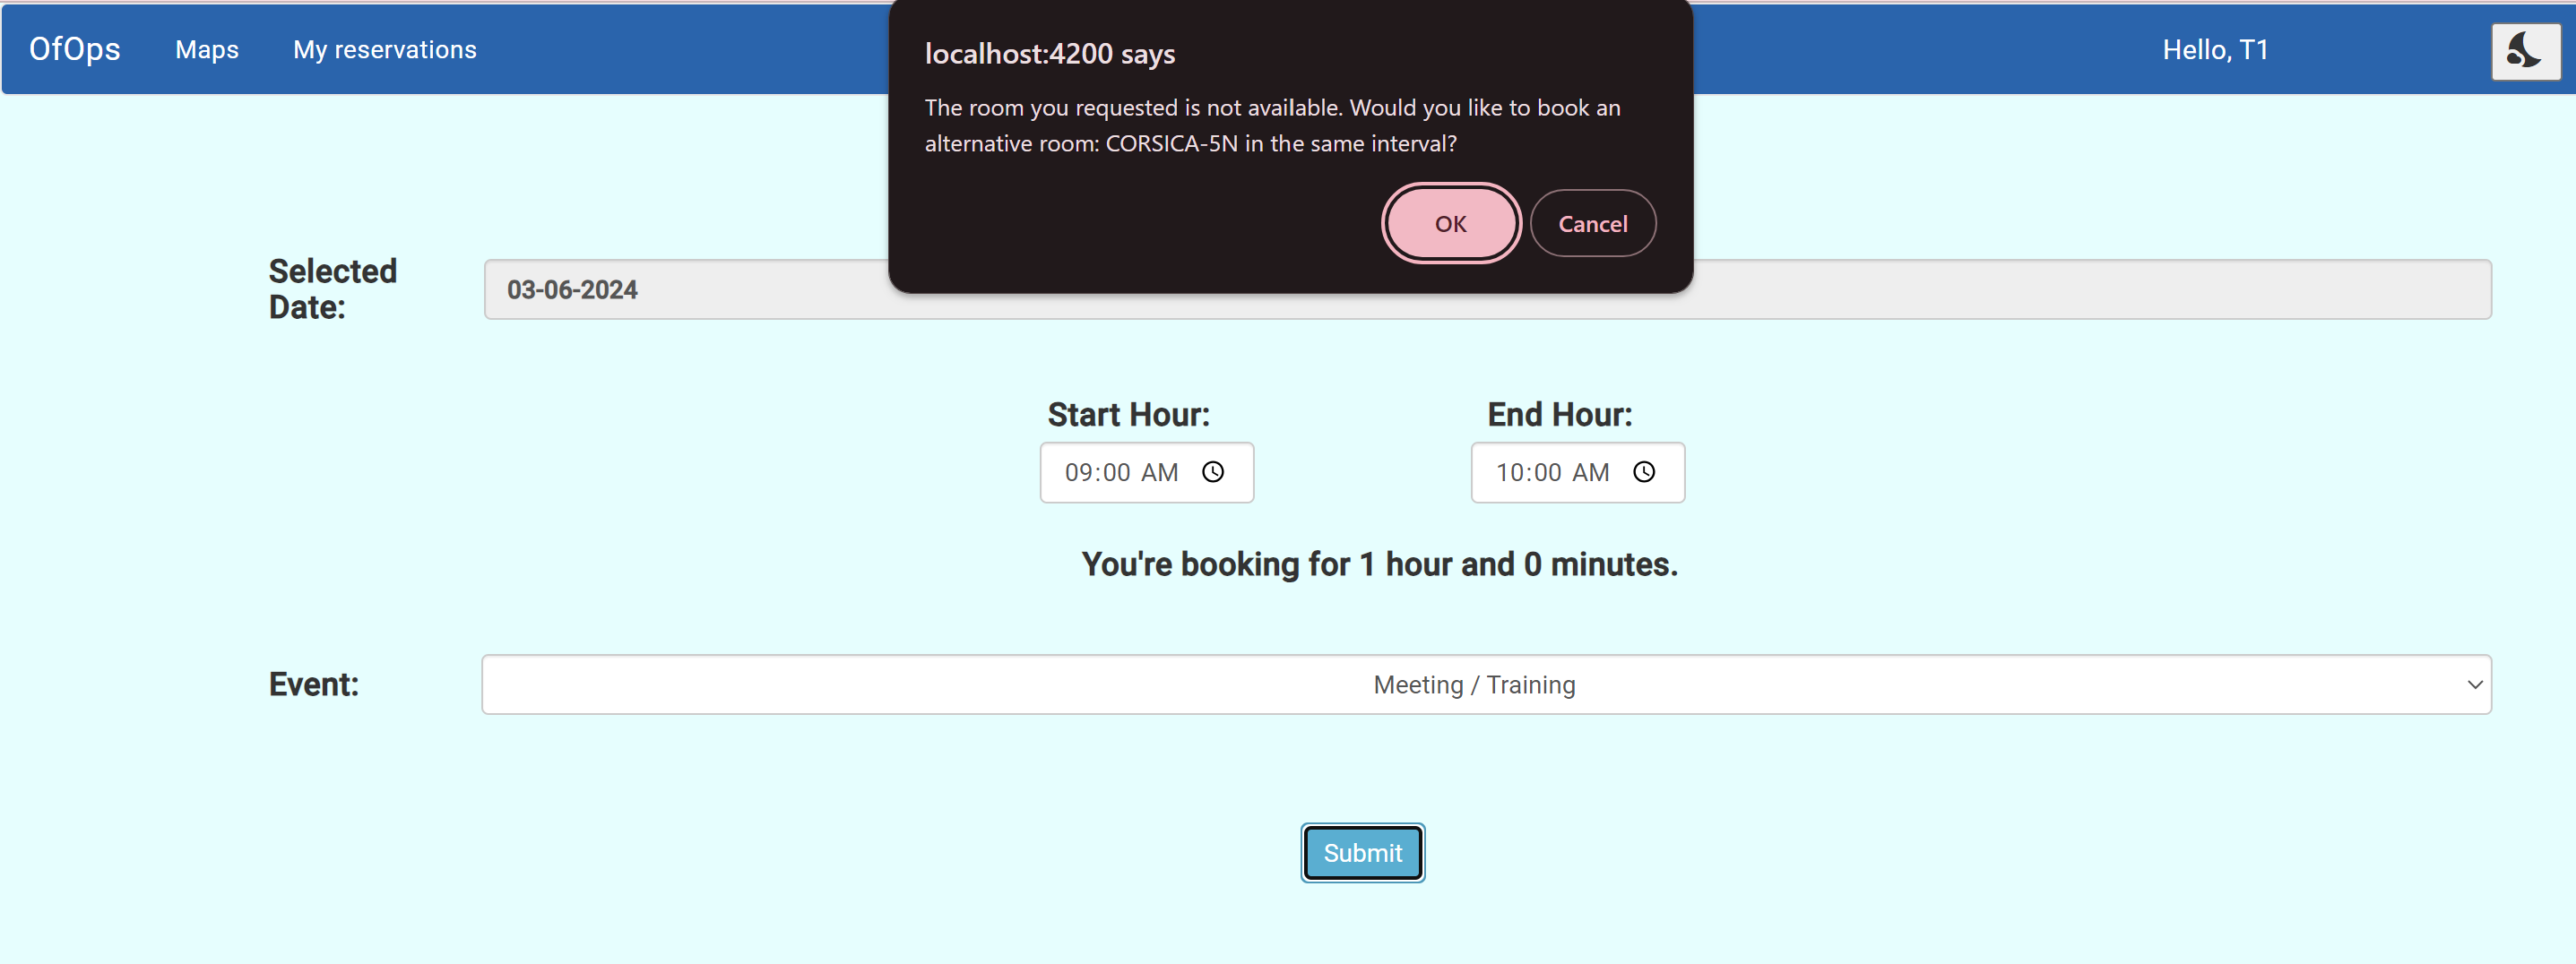 OfOps Maps My reservations Hello, T1
localhost:4200 says
The room you requested is not available. Would you like to book an
alternative room: CORSICA-5N in the same interval?
OK Cancel
Selected
Date:
03-06-2024
Start Hour: End Hour:
09:00 AM 10:00 AM
You're booking for 1 hour and 0 minutes.
Event: Meeting / Training
Submit